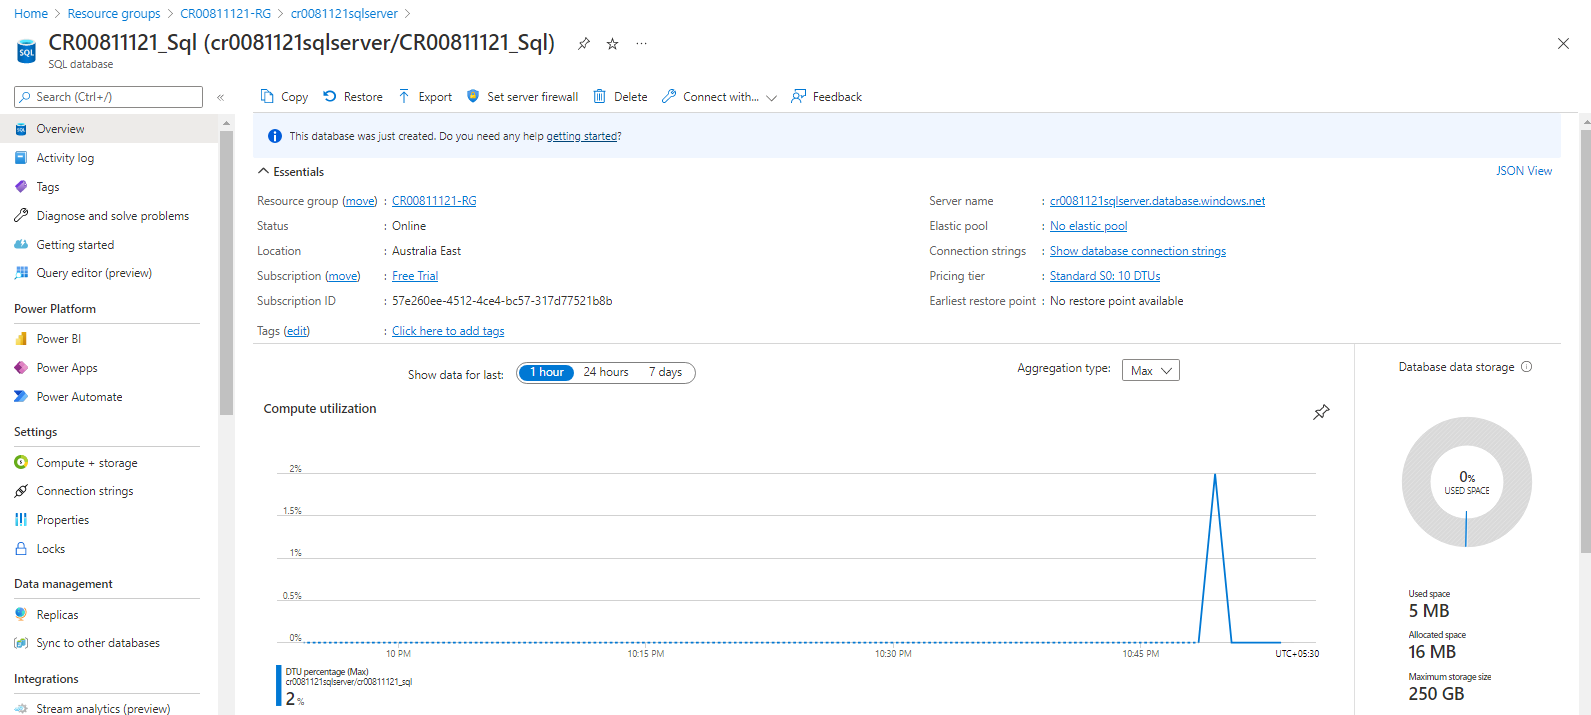 Home > Resource groups > CR00811121-RG > cr0081121sqlserver >
CR00811121_Sql (cr0081121sqlserver/CR00811121_Sql)
SQL database
Search (Ctrl+/)
Overview
Activity log
Tags
Diagnose and solve problems
Getting started
Query editor (preview)
Power Platform
Power BI
Power Apps
Power Automate
Settings
Compute + storage
Connection strings
Properties
Locks
Data management
Replicas
Sync to other databases
Integrations
Stream analytics (preview)
Copy Restore Export Set server firewall Delete Connect with... Feedback
This database was just created. Do you need any help getting started?
Essentials
JSON View
Resource group (move) : CR00811121-RG
Status : Online
Location : Australia East
Subscription (move) : Free Trial
Subscription ID : 57e260ee-4512-4ce4-bc57-317d77521b8b
Tags (edit) : Click here to add tags
Server name : cr0081121sqlserver.database.windows.net
Elastic pool : No elastic pool
Connection strings : Show database connection strings
Pricing tier : Standard S0: 10 DTUs
Earliest restore point : No restore point available
Show data for last: 1 hour 24 hours 7 days
Aggregation type: Max
Compute utilization
2%
1.5%
1%
0.5%
0%
10 PM 10:15 PM 10:30 PM 10:45 PM UTC+05:30
DTU percentage (Max)
cr0081121sqlserver/cr00811121_sql
2%
Database data storage
0%
USED SPACE
Used space
5 MB
Allocated space
16 MB
Maximum storage size
250 GB